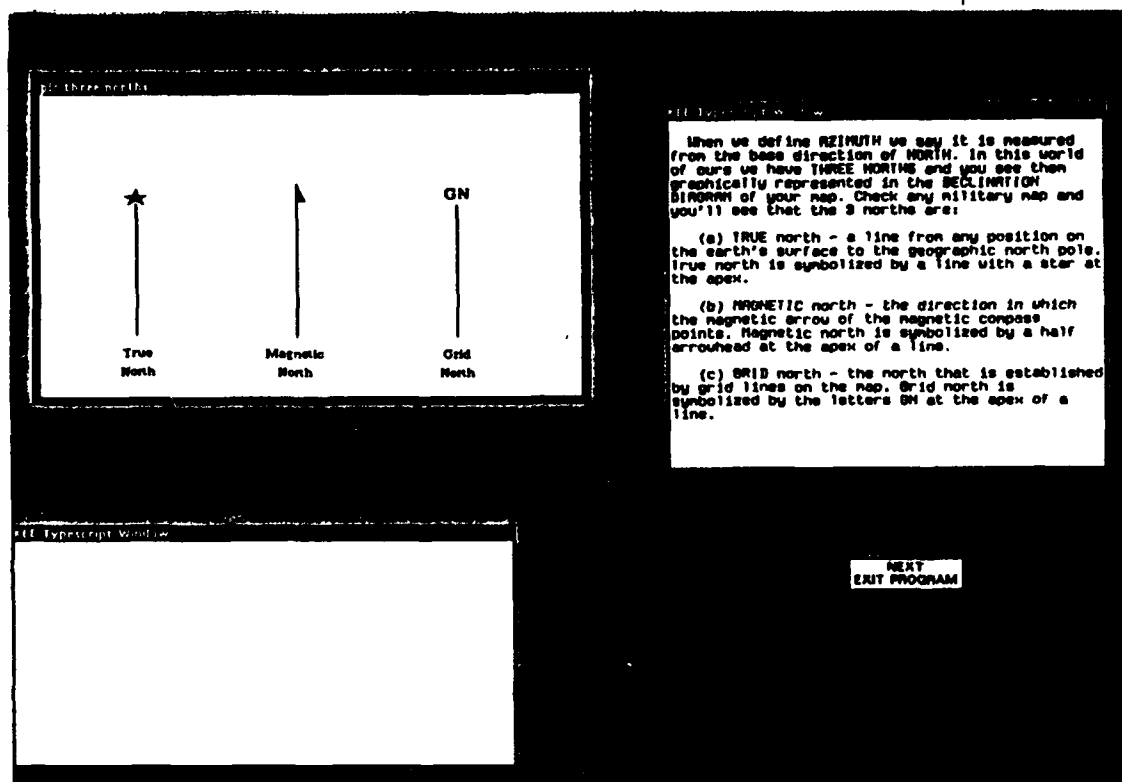 pic three norths
GN
True
North
Magnetic
North
Grid
North
KEE Typescript Window
When we define AZIMUTH we say it is measured
from the base direction of NORTH. In this world
of ours we have THREE NORTHS and you see them
graphically represented in the DECLINATION
DIAGRAM of your map. Check any military map and
you'll see that the 3 norths are:
(a) TRUE north - a line from any position on
the earth's surface to the geographic north pole.
True north is symbolized by a line with a star at
the apex.
(b) MAGNETIC north - the direction in which
the magnetic arrow of the magnetic compass
points. Magnetic north is symbolized by a half
arrowhead at the apex of a line.
(c) GRID north - the north that is established
by grid lines on the map. Grid north is
symbolized by the letters GN at the apex of a
line.
KEE Typescript Window
NEXT
EXIT PROGRAM